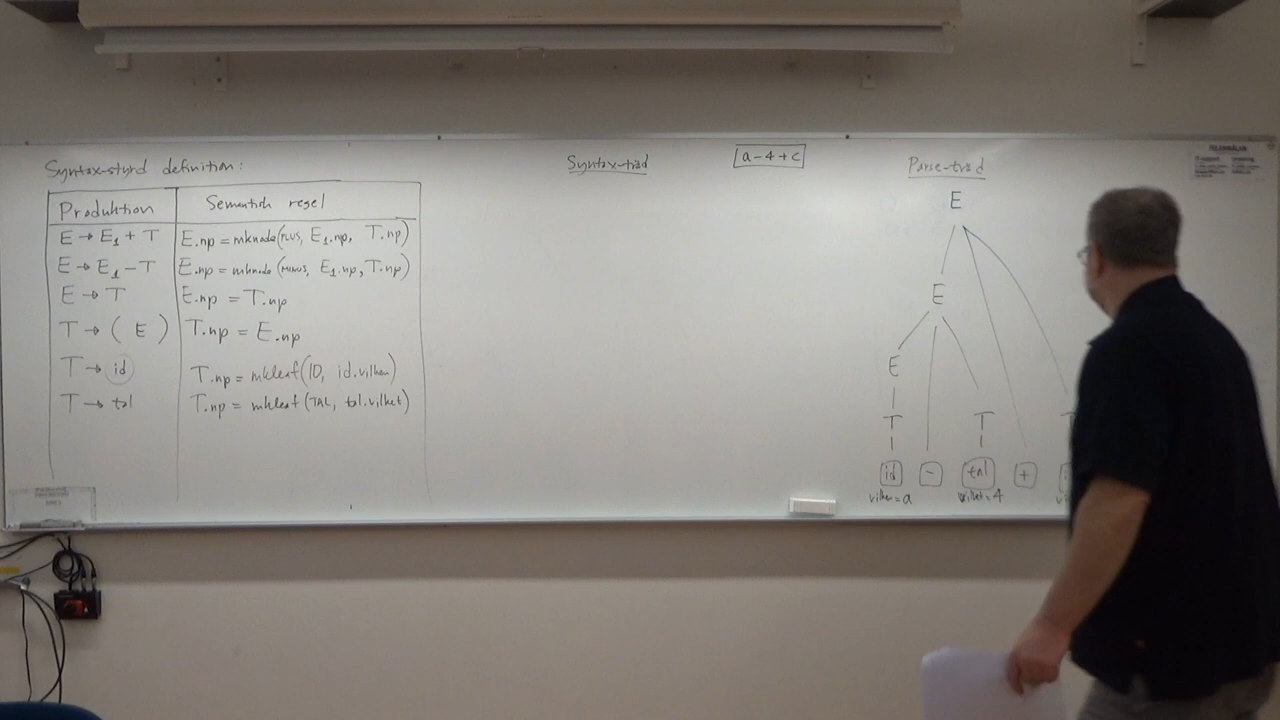 Syntax-styrd definition:
Produktion Semantisk regel
E → E₁ + T E.np = mknode(PLUS, E₁.np, T.np)
E → E₁ - T E.np = mknode(MINUS, E₁.np, T.np)
E → T E.np = T.np
T → ( E ) T.np = E.np
T → id T.np = mkleaf(ID, id.vilken)
T → tal T.np = mkleaf(TAL, tal.vilket)
Syntax-träd
a-4+c
Parse-träd
E
E
E
T T T
id - tal +
vilken=a vilket=4